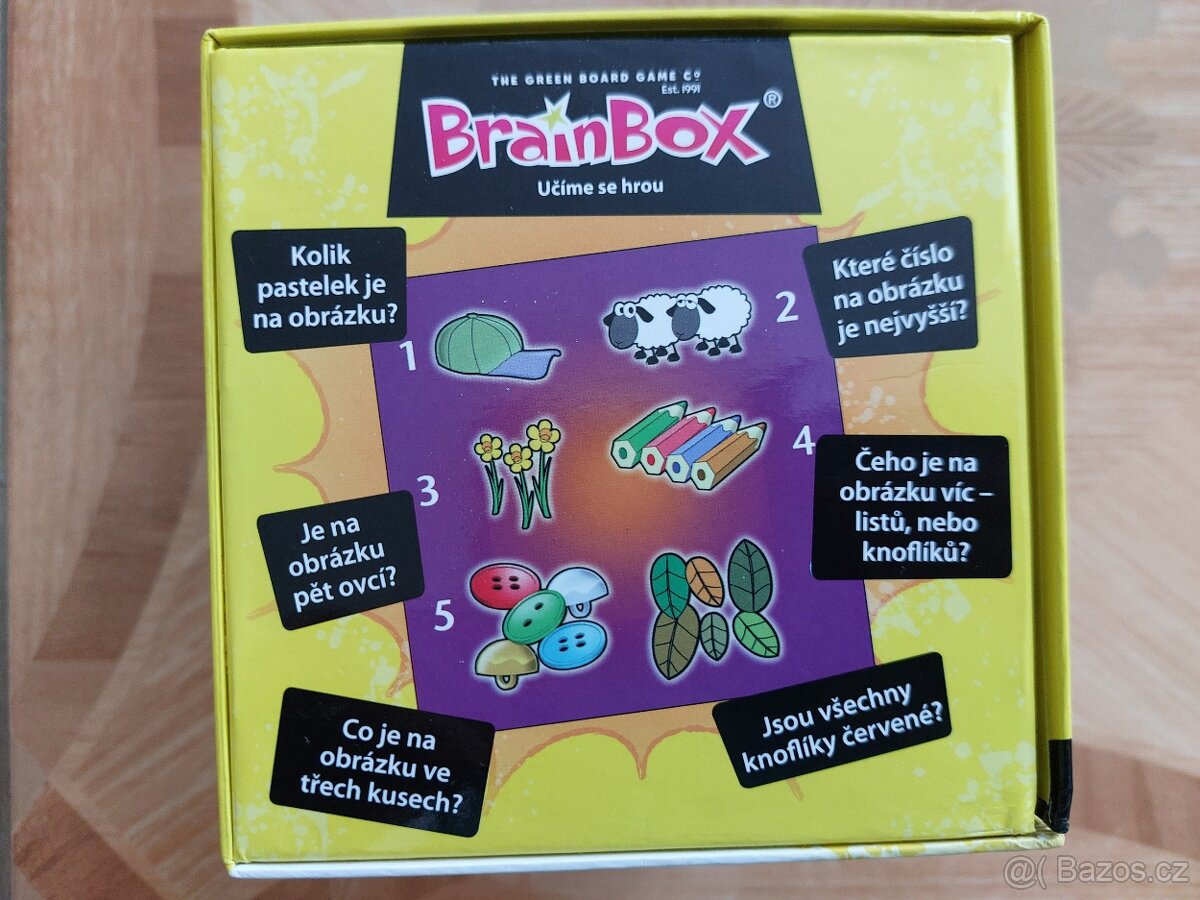 THE GREEN BOARD GAME Co
Est. 1991
BrainBox®
Učíme se hrou
Kolik
pastelek je
na obrázku?
Které číslo
na obrázku
je nejvyšší?
1
2
3
4
Je na
obrázku
pět ovcí?
Čeho je na
obrázku víc –
listů, nebo
knoflíků?
5
Co je na
obrázku ve
třech kusech?
Jsou všechny
knoflíky červené?
@( Bazos.cz